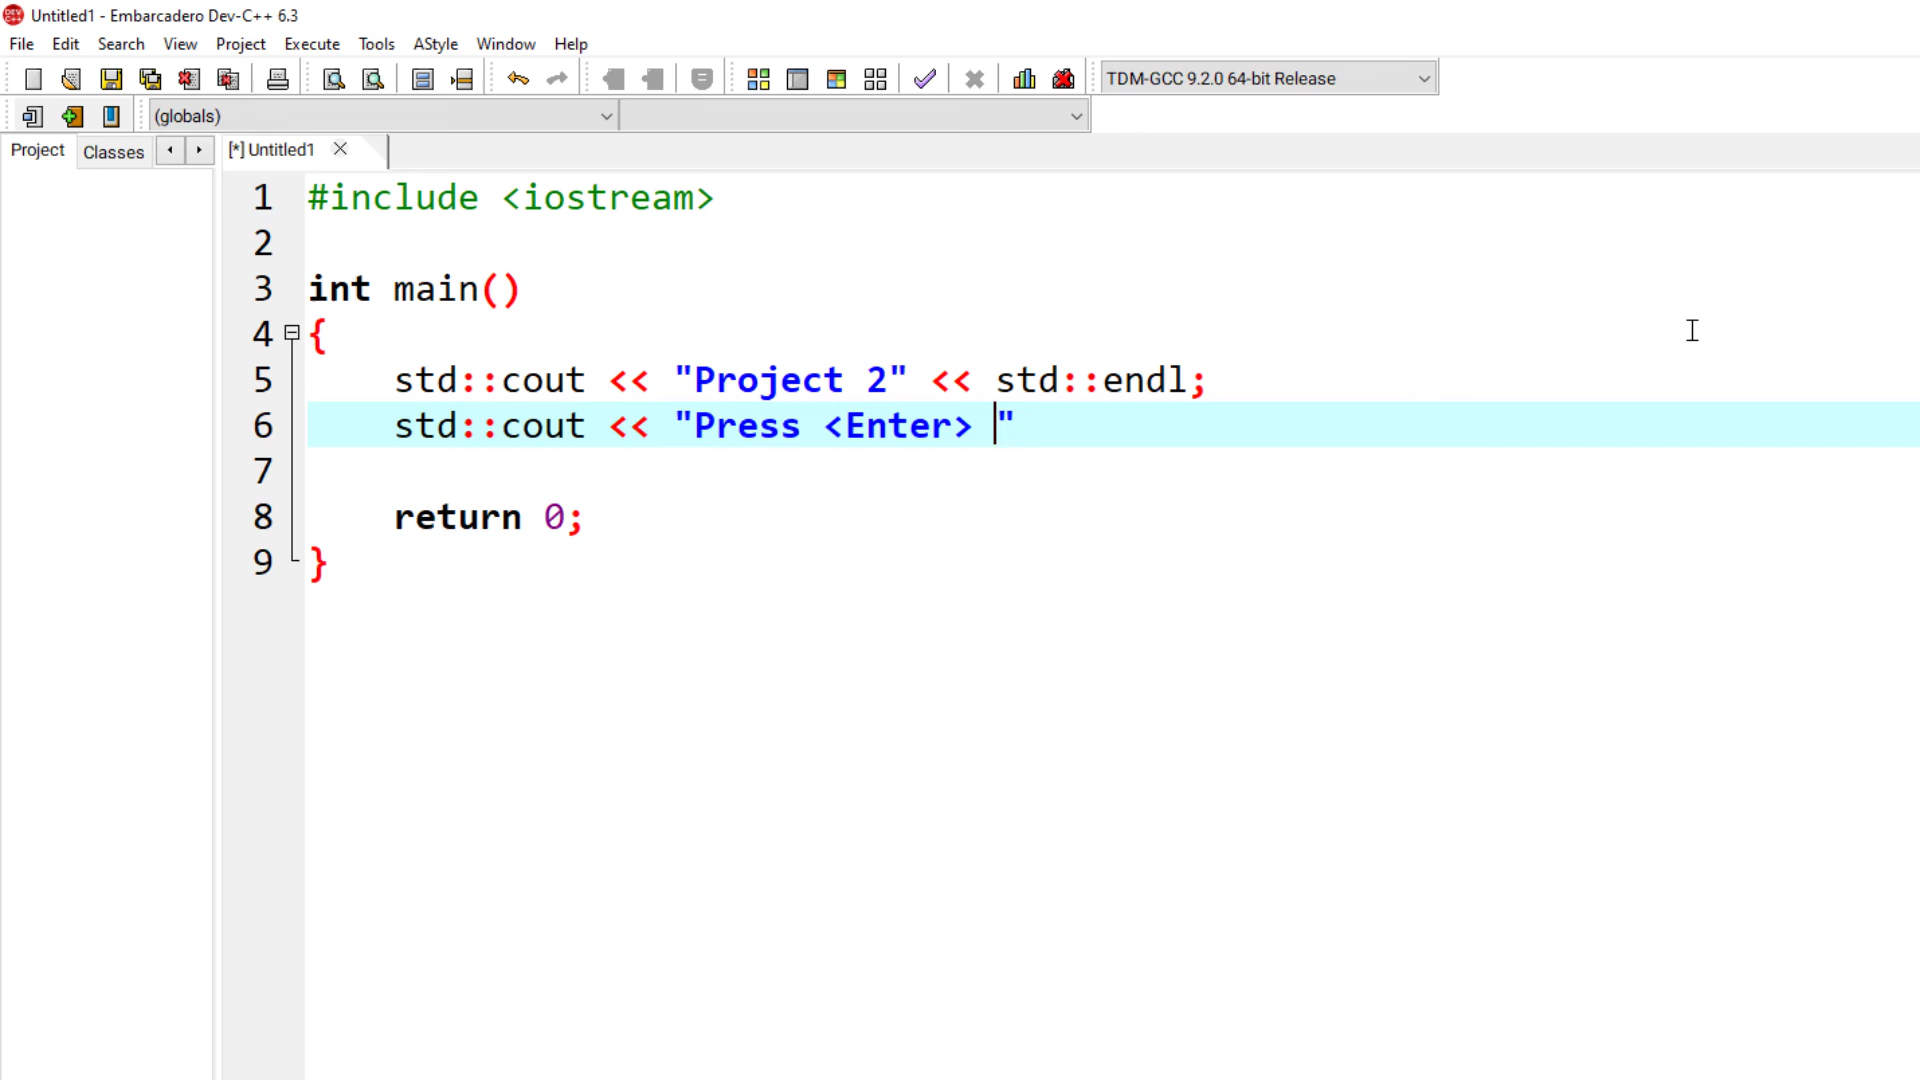 Untitled1 - Embarcadero Dev-C++ 6.3
File Edit Search View Project Execute Tools AStyle Window Help
TDM-GCC 9.2.0 64-bit Release
(globals)
Project Classes [*] Untitled1
1 #include <iostream>
2
3 int main()
4 {
5 std::cout << "Project 2" << std::endl;
6 std::cout << "Press <Enter> "
7
8 return 0;
9 }